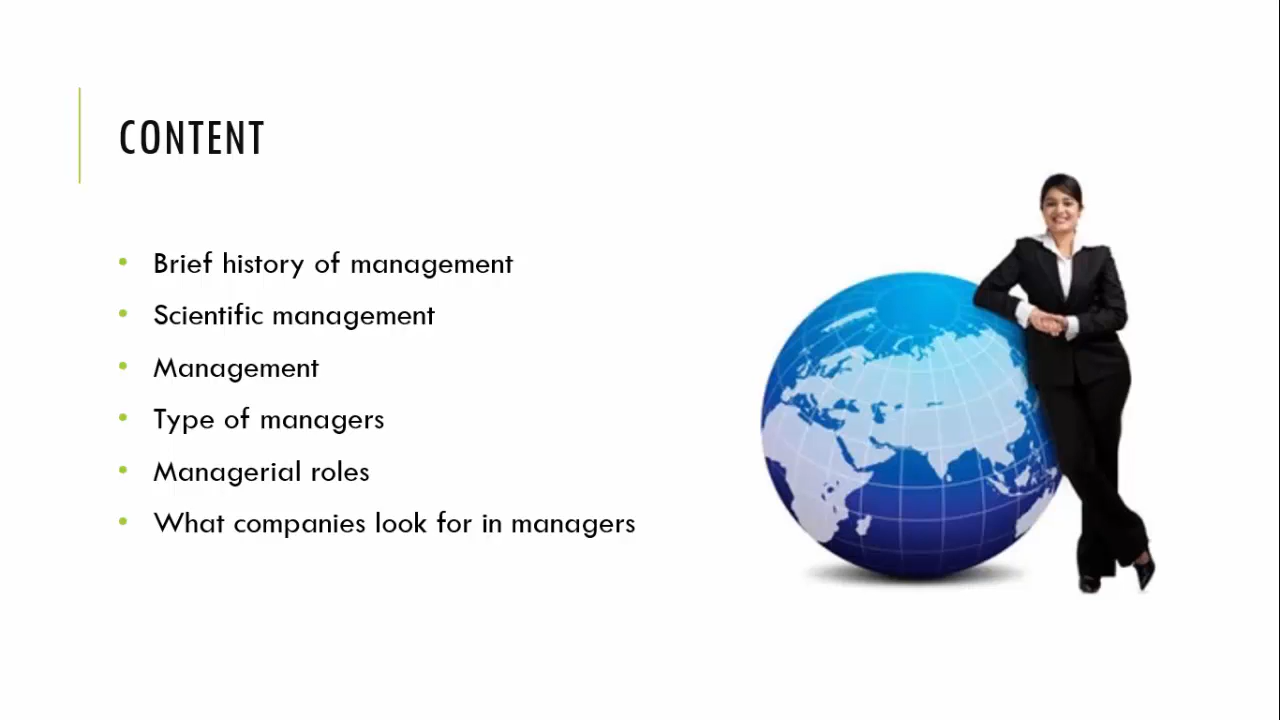 CONTENT
Brief history of management
Scientific management
Management
Type of managers
Managerial roles
What companies look for in managers